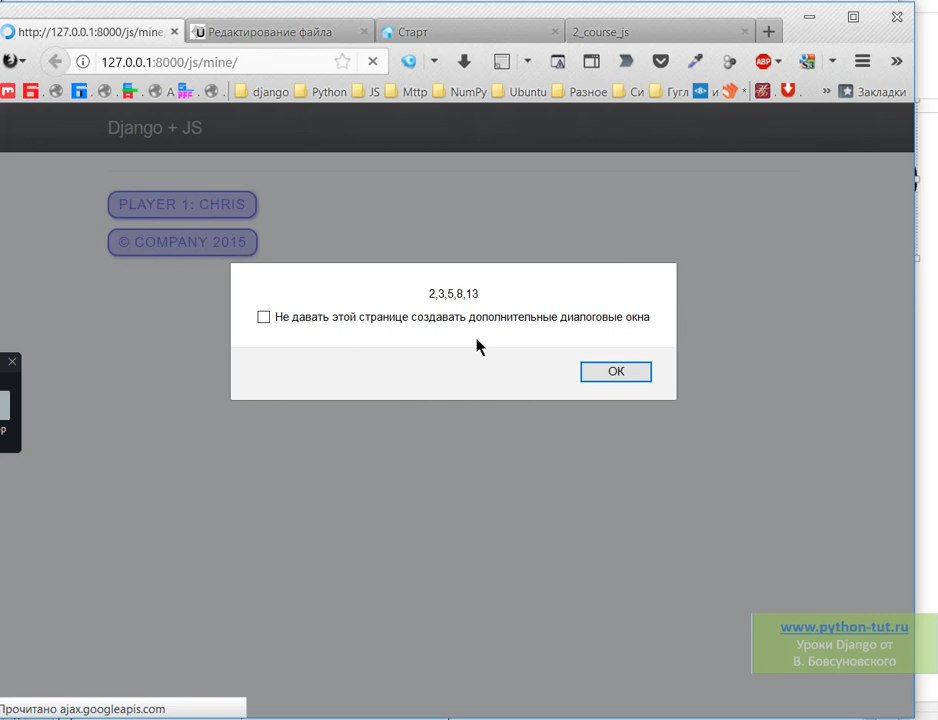 http://127.0.0.1:8000/js/mine
Редактирование файла
Старт
2_course_js
127.0.0.1:8000/js/mine/
ABP
django Python JS Mttp NumPy Ubuntu Разное Си Гугл и Закладки
Django + JS
PLAYER 1: CHRIS
© COMPANY 2015
2,3,5,8,13
Не давать этой странице создавать дополнительные диалоговые окна
OK
www.python-tut.ru
Уроки Django от
В. Бовсуновского
Прочитано ajax.googleapis.com